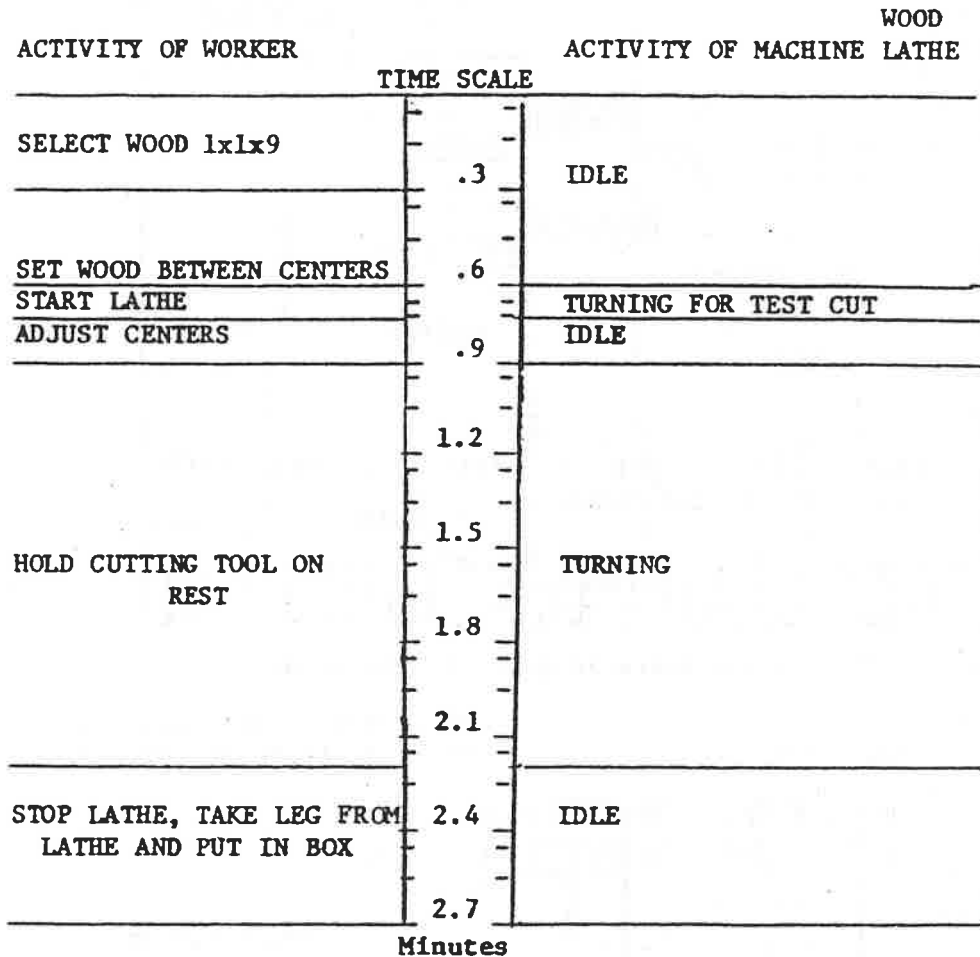 WOOD
ACTIVITY OF WORKER ACTIVITY OF MACHINE LATHE
TIME SCALE
SELECT WOOD 1x1x9
.3 IDLE
SET WOOD BETWEEN CENTERS .6
START LATHE TURNING FOR TEST CUT
ADJUST CENTERS IDLE
.9
1.2
1.5
HOLD CUTTING TOOL ON TURNING
REST
1.8
2.1
STOP LATHE, TAKE LEG FROM 2.4 IDLE
LATHE AND PUT IN BOX
2.7
Minutes